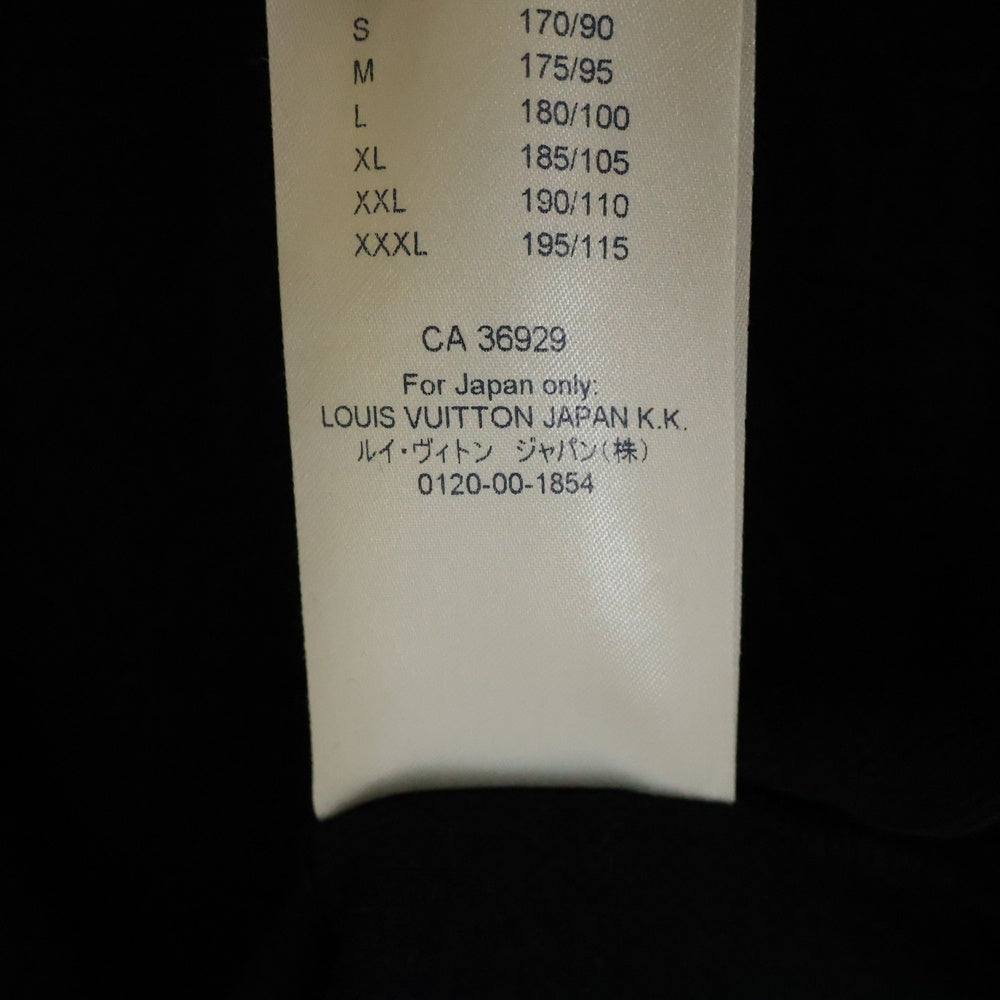 S 170/90
M 175/95
L 180/100
XL 185/105
XXL 190/110
XXXL 195/115
CA 36929
For Japan only:
LOUIS VUITTON JAPAN K.K.
ルイ・ヴィトン ジャパン(株)
0120-00-1854